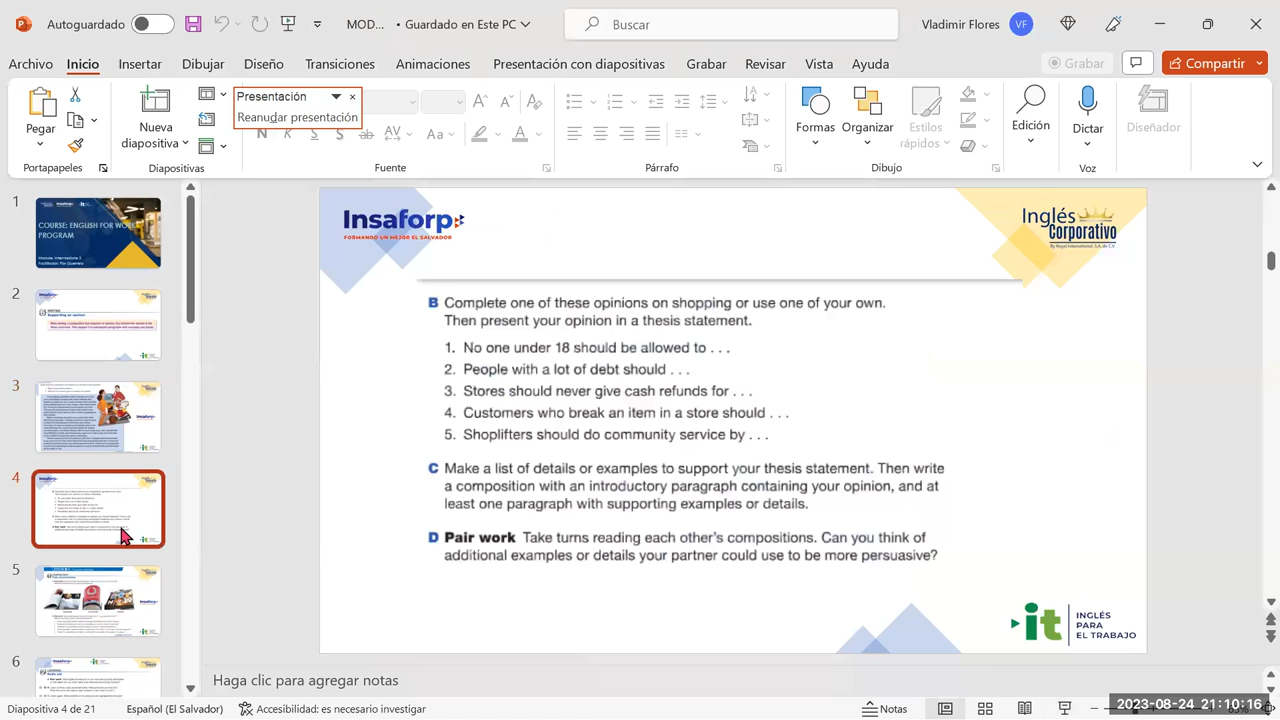 Autoguardado
MOD... • Guardado en Este PC
Buscar
Vladimir Flores
VF
Archivo
Inicio
Insertar
Dibujar
Diseño
Transiciones
Animaciones
Presentación con diapositivas
Grabar
Revisar
Vista
Ayuda
Grabar
Compartir
Presentación
Reanudar presentación
Pegar
Nueva
diapositiva
N K S S ab AV Aa A
Formas
Organizar
Estilos
rápidos
Edición
Dictar
Diseñador
Portapapeles
Diapositivas
Fuente
Párrafo
Dibujo
Voz
1
COURSE: ENGLISH FOR WORK
PROGRAM
2
Supporting an opinion
3
Insaforp
4
5
6
Insaforp
FORMANDO UN MEJOR EL SALVADOR
Inglés
Corporativo
B Complete one of these opinions on shopping or use one of your own.
Then present your opinion in a thesis statement.
1. No one under 18 should be allowed to . . .
2. People with a lot of debt should . . .
3. Stores should never give cash refunds for . . .
4. Customers who break an item in a store should . . .
5. should do community service by
C Make a list of details or examples to support your thesis statement. Then write
a composition with an introductory paragraph containing your opinion, and at
least one paragraph with supporting examples or details.
D Pair work Take turns reading each other's compositions. Can you think of
additional examples or details your partner could use to be more persuasive?
it
INGLÉS
PARA
EL TRABAJO
Haga clic para agregar notas
Diapositiva 4 de 21
Español (El Salvador)
Accesibilidad: es necesario investigar
Notas
2023-08-24 21:10:16